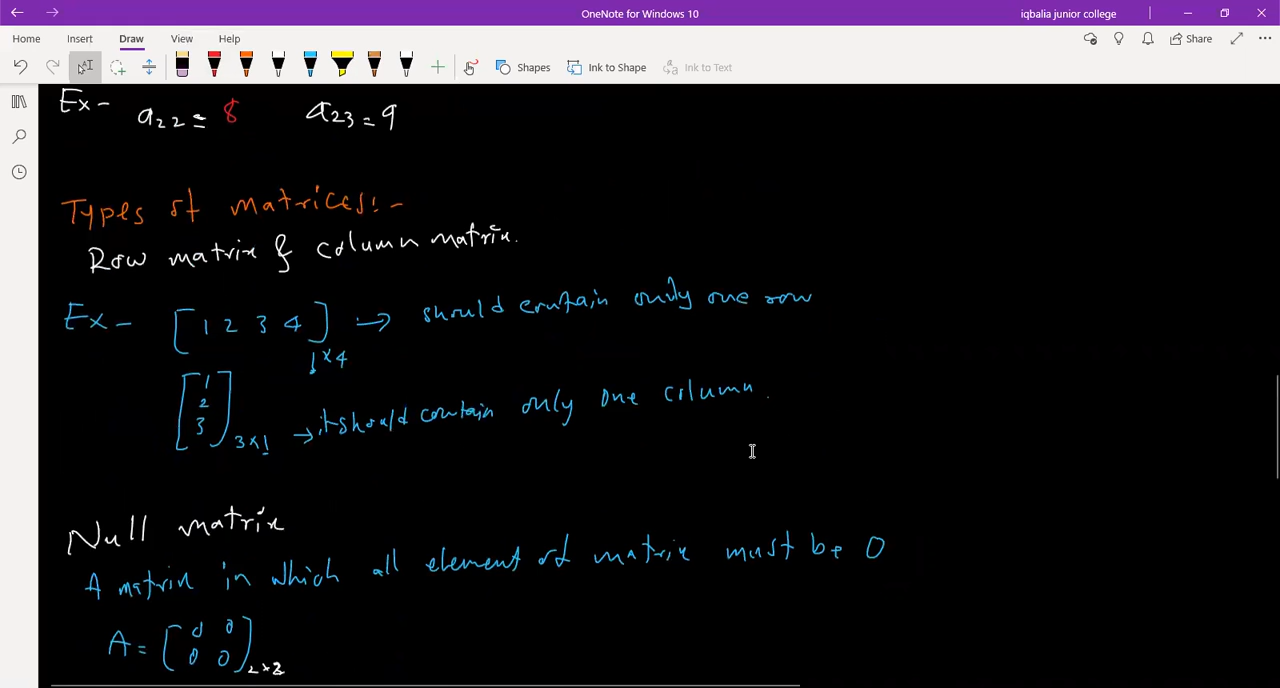 OneNote for Windows 10
iqbalia junior college
Home Insert Draw View Help
Share
Shapes Ink to Shape Ink to Text
Ex - a22 = 8 a23 = 9
Types of matrices:-
Row matrix & column matrix.
Ex - [1 2 3 4] → should contain only one row
1×4
[1
2
3]3×1 → it should contain only one column.
Null matrix
A matrix in which all element of matrix must be 0
A = [0 0
0 0]2×2